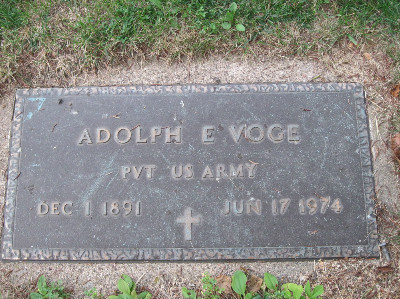 ADOLPH E VOGE
PVT US ARMY
DEC 1 1891 JUN 17 1974